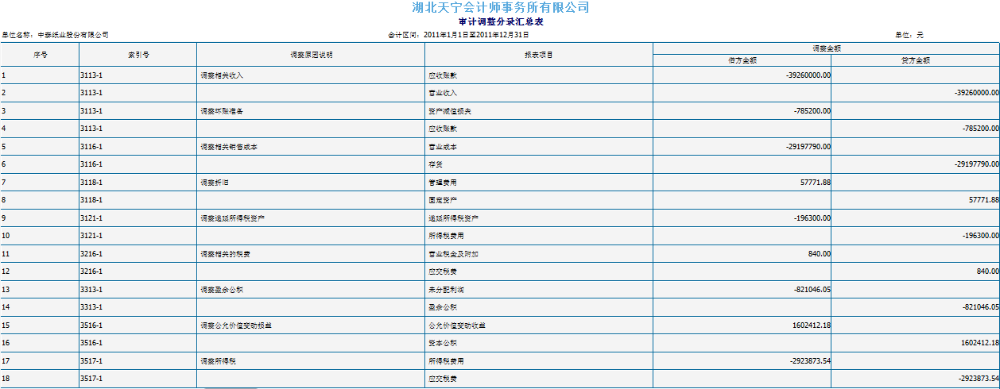 湖北天宁会计师事务所有限公司
审计调整分录汇总表
单位名称：中泰纸业股份有限公司 会计区间：2011年1月1日至2011年12月31日 单位：元
序号 索引号 调整原因说明 报表项目 调整金额
借方金额 贷方金额
1 3113-1 调整相关收入 应收账款 -39260000.00
2 3113-1 营业收入 -39260000.00
3 3113-1 调整坏账准备 资产减值损失 -785200.00
4 3113-1 应收账款 -785200.00
5 3116-1 调整相关销售成本 营业成本 -29197790.00
6 3116-1 存货 -29197790.00
7 3118-1 调整折旧 管理费用 57771.88
8 3118-1 固定资产 57771.88
9 3121-1 调整递延所得税资产 递延所得税资产 -196300.00
10 3121-1 所得税费用 -196300.00
11 3216-1 调整相关的税费 营业税金及附加 840.00
12 3216-1 应交税费 840.00
13 3313-1 调整盈余公积 未分配利润 -821046.05
14 3313-1 盈余公积 -821046.05
15 3516-1 调整公允价值变动损益 公允价值变动收益 1602412.18
16 3516-1 资本公积 1602412.18
17 3517-1 调整所得税 所得税费用 -2923873.54
18 3517-1 应交税费 -2923873.54